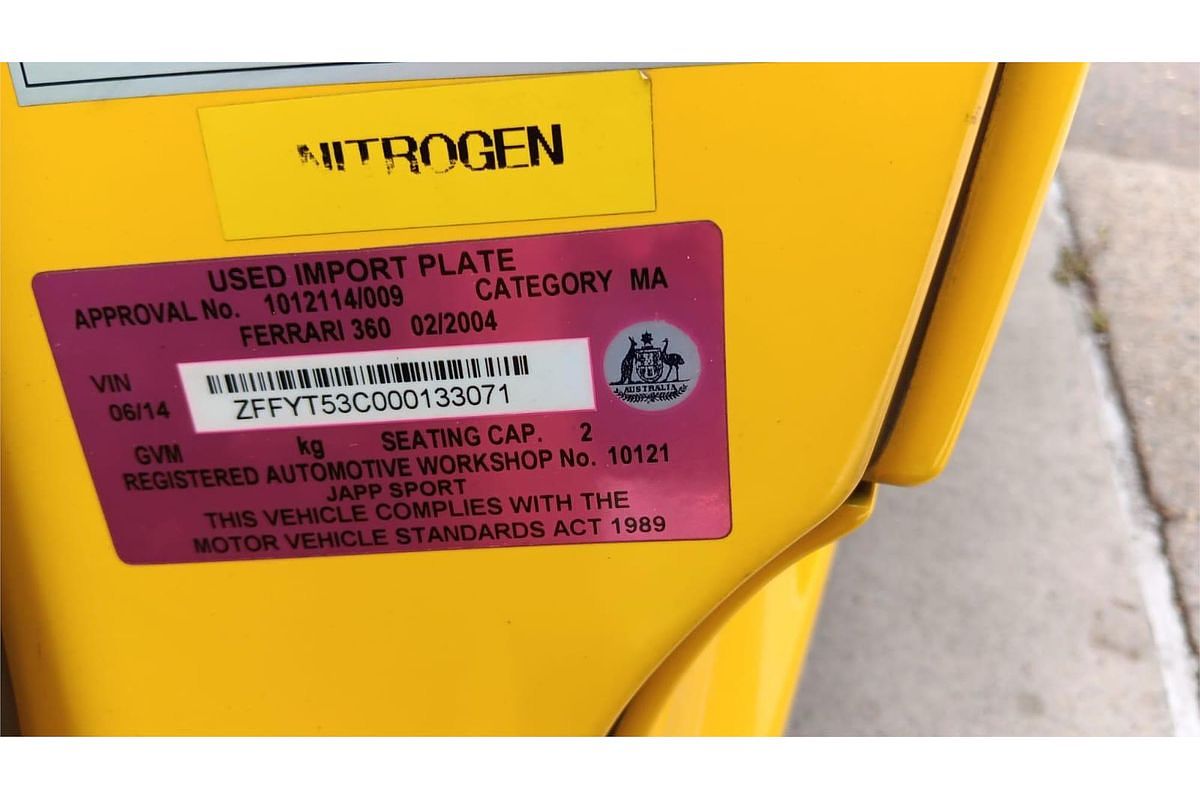 NITROGEN
USED IMPORT PLATE
APPROVAL No. 1012114/009 CATEGORY MA
FERRARI 360 02/2004
VIN
ZFFYT53C000133071
06/14
AUSTRALIA
GVM kg SEATING CAP. 2
REGISTERED AUTOMOTIVE WORKSHOP No. 10121
JAPP SPORT
THIS VEHICLE COMPLIES WITH THE
MOTOR VEHICLE STANDARDS ACT 1989